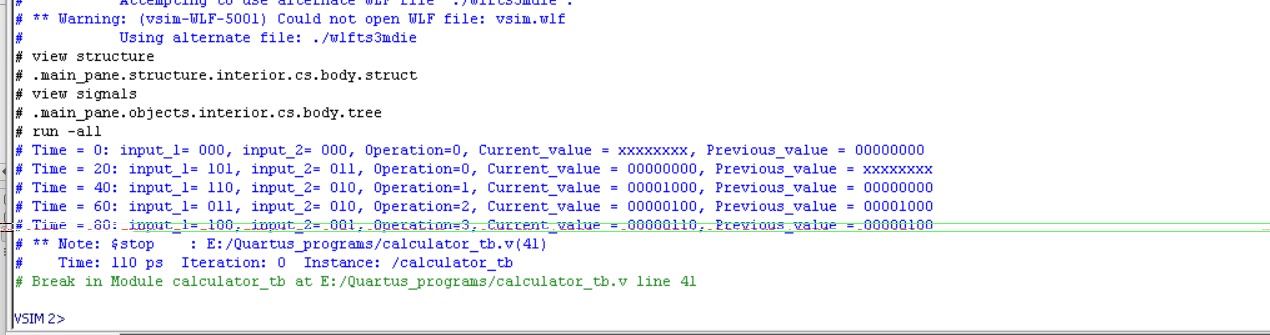 #          Attempting to use alternate WLF file "./wlfts3mdie".
# ** Warning: (vsim-WLF-5001) Could not open WLF file: vsim.wlf
#          Using alternate file: ./wlfts3mdie
# view structure
# .main_pane.structure.interior.cs.body.struct
# view signals
# .main_pane.objects.interior.cs.body.tree
# run -all
# Time = 0: input_1= 000, input_2= 000, Operation=0, Current_value = xxxxxxxx, Previous_value = 00000000
# Time = 20: input_1= 101, input_2= 011, Operation=0, Current_value = 00000000, Previous_value = xxxxxxxx
# Time = 40: input_1= 110, input_2= 010, Operation=1, Current_value = 00001000, Previous_value = 00000000
# Time = 60: input_1= 011, input_2= 010, Operation=2, Current_value = 00000100, Previous_value = 00001000
# Time = 80: input_1= 100, input_2= 001, Operation=3, Current_value = 00000110, Previous_value = 00000100
# ** Note: $stop    : E:/Quartus_programs/calculator_tb.v(41)
#    Time: 110 ps  Iteration: 0  Instance: /calculator_tb
# Break in Module calculator_tb at E:/Quartus_programs/calculator_tb.v line 41
VSIM 2>